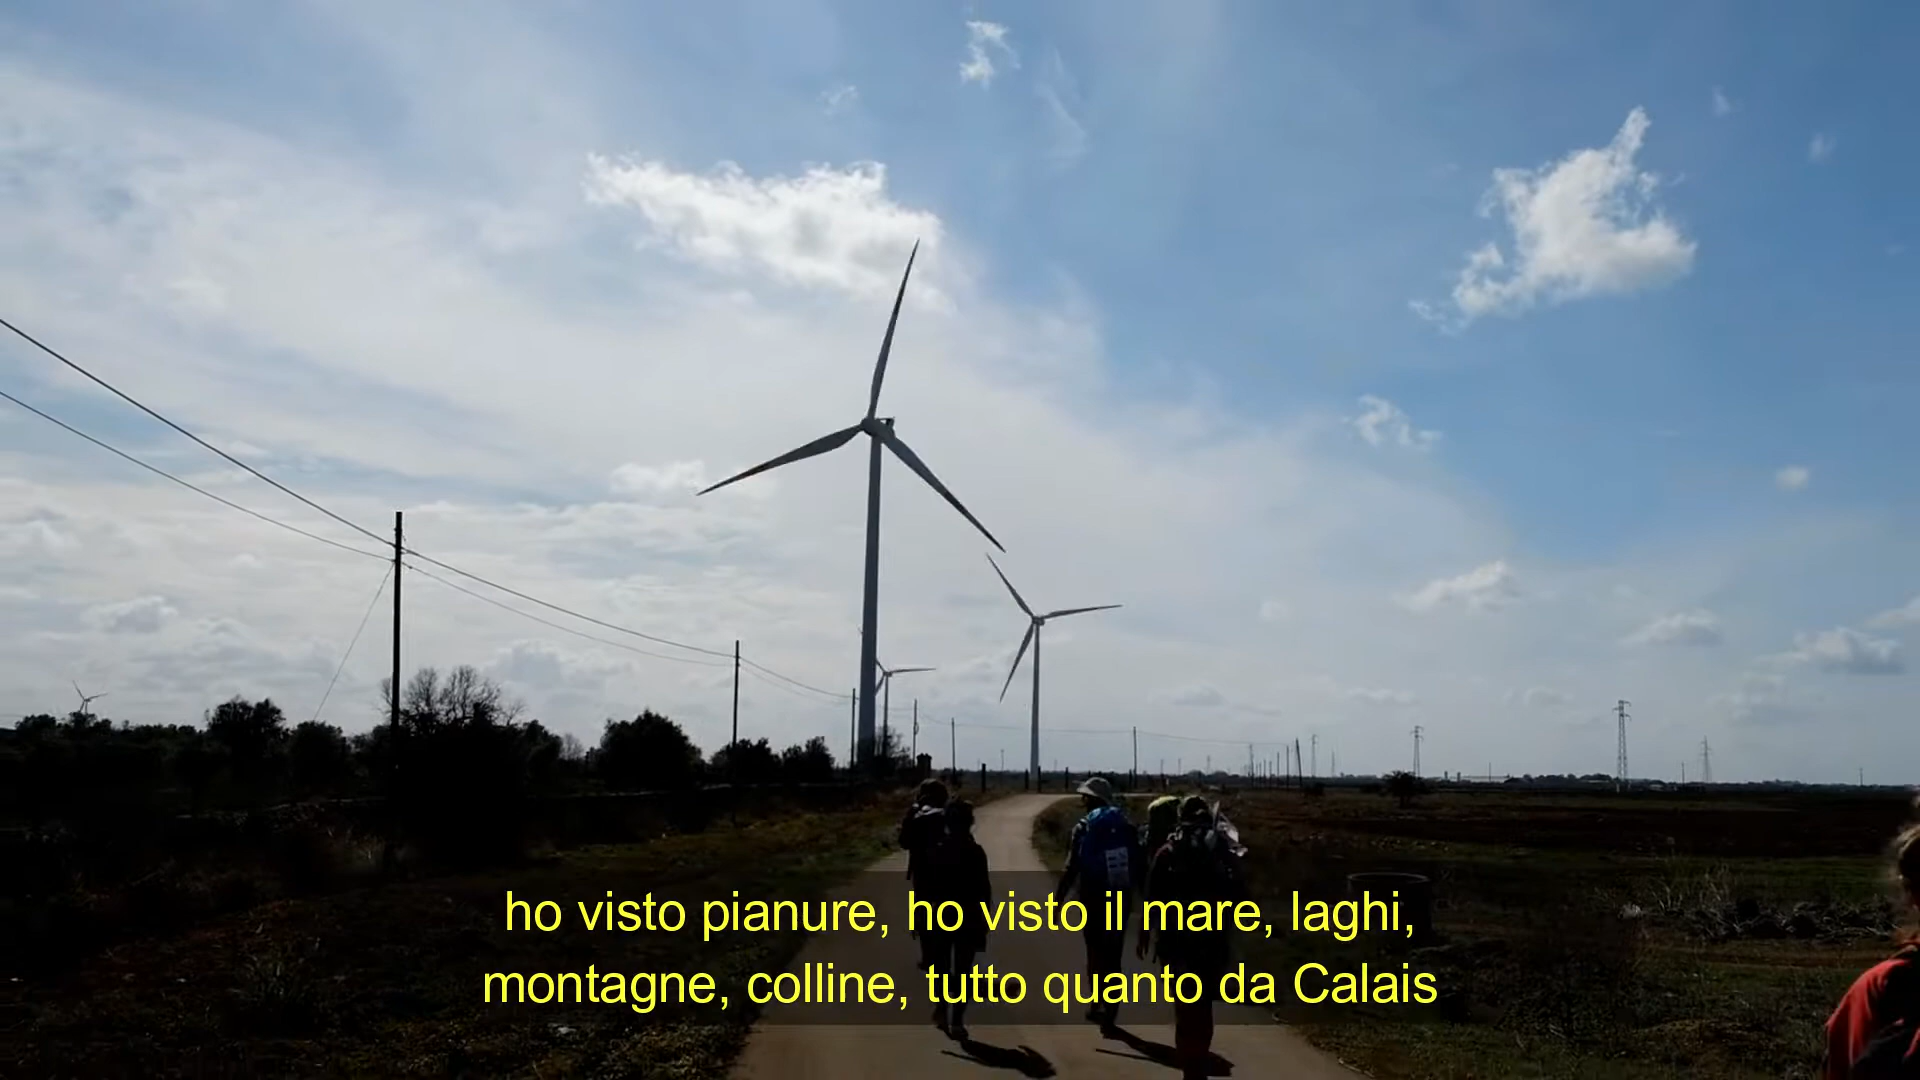 ho visto pianure, ho visto il mare, laghi,
montagne, colline, tutto quanto da Calais